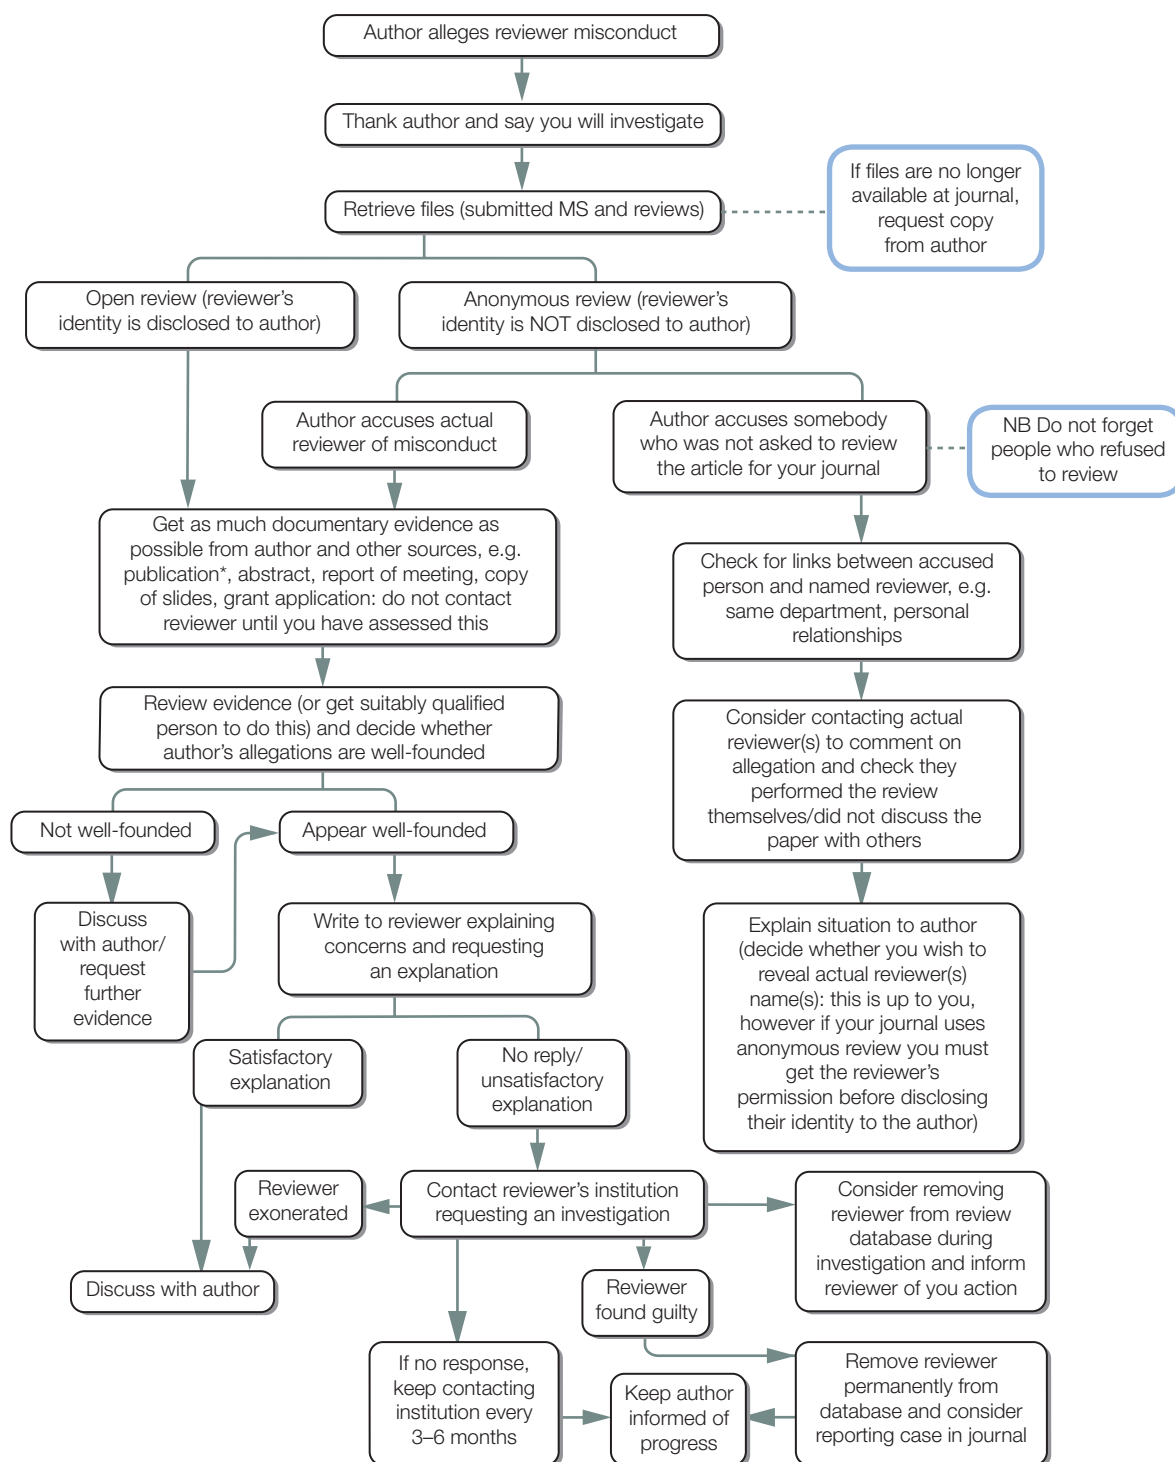 Author alleges reviewer misconduct
Thank author and say you will investigate
Retrieve files (submitted MS and reviews)
If files are no longer
available at journal,
request copy
from author
Open review (reviewer's
identity is disclosed to author)
Anonymous review (reviewer's
identity is NOT disclosed to author)
Author accuses actual
reviewer of misconduct
Author accuses somebody
who was not asked to review
the article for your journal
NB Do not forget
people who refused
to review
Get as much documentary evidence as
possible from author and other sources, e.g.
publication*, abstract, report of meeting, copy
of slides, grant application: do not contact
reviewer until you have assessed this
Check for links between accused
person and named reviewer, e.g.
same department, personal
relationships
Review evidence (or get suitably qualified
person to do this) and decide whether
author's allegations are well-founded
Consider contacting actual
reviewer(s) to comment on
allegation and check they
performed the review
themselves/did not discuss the
paper with others
Not well-founded
Appear well-founded
Discuss
with author/
request
further
evidence
Write to reviewer explaining
concerns and requesting
an explanation
Explain situation to author
(decide whether you wish to
reveal actual reviewer(s)
name(s): this is up to you,
however if your journal uses
anonymous review you must
get the reviewer's
permission before disclosing
their identity to the author)
Satisfactory
explanation
No reply/
unsatisfactory
explanation
Reviewer
exonerated
Contact reviewer's institution
requesting an investigation
Consider removing
reviewer from review
database during
investigation and inform
reviewer of you action
Discuss with author
Reviewer
found guilty
If no response,
keep contacting
institution every
3–6 months
Keep author
informed of
progress
Remove reviewer
permanently from
database and consider
reporting case in journal